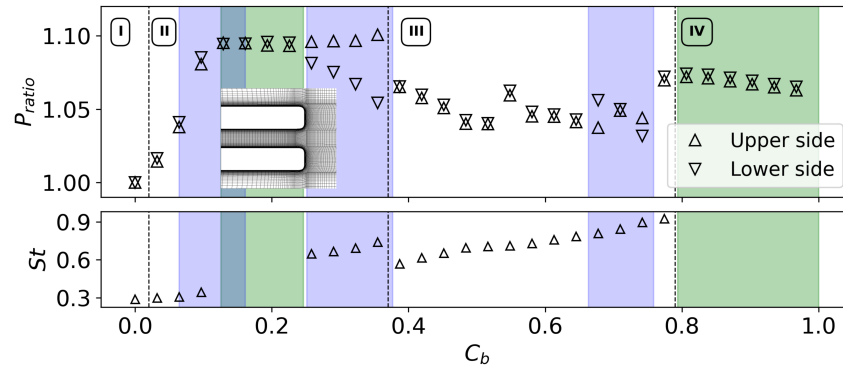 I II III IV
1.10
1.05
1.00
P_ratio
Upper side
Lower side
0.9
0.6
0.3
St
0.0 0.2 0.4 0.6 0.8 1.0
C_b